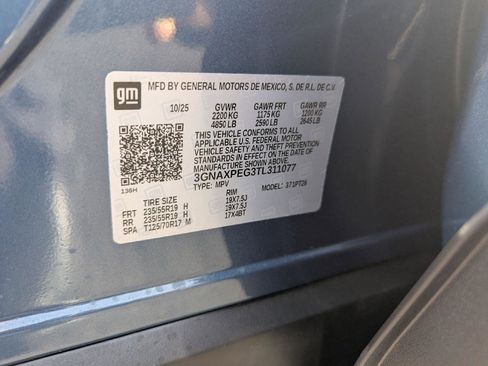 gm
MFD BY GENERAL MOTORS DE MEXICO, S. DE R.L. DE C.V.
10/25 GVWR GAWR FRT GAWR RR
2200 KG 1175 KG 1200 KG
4850 LB 2590 LB 2645 LB
THIS VEHICLE CONFORMS TO ALL
APPLICABLE U.S. FEDERAL MOTOR
VEHICLE SAFETY AND THEFT PREVENTION
STANDARDS IN EFFECT ON THE DATE OF
MANUFACTURE SHOWN ABOVE.
3GNAXPEG3TL311077
136H TYPE: MPV MODEL: 371PT26
TIRE SIZE RIM
FRT 235/55R19 H 19X7.5J
RR 235/55R19 H 19X7.5J
SPA T125/70R17 M 17X4BT